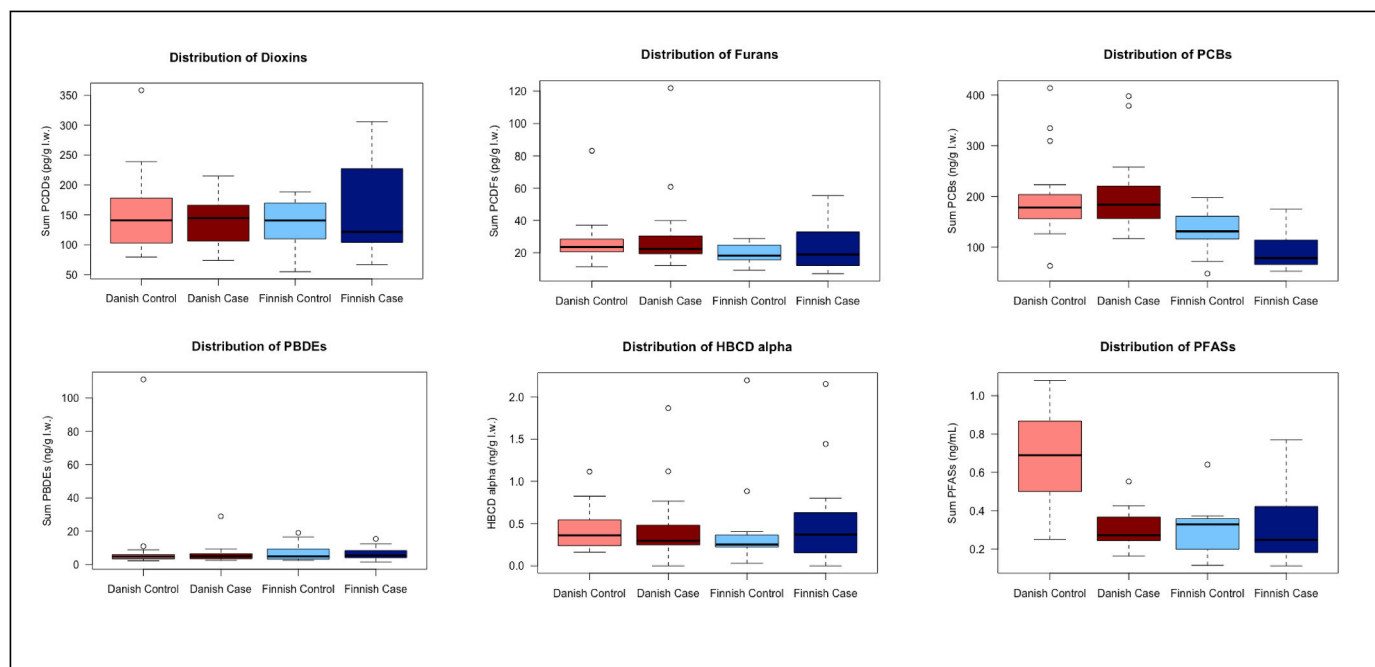 Distribution of Dioxins
Sum PCDDs (pg/g l.w.)
350
300
250
200
150
100
50
Danish Control Danish Case Finnish Control Finnish Case
Distribution of Furans
Sum PCDFs (pg/g l.w.)
120
100
80
60
40
20
Danish Control Danish Case Finnish Control Finnish Case
Distribution of PCBs
Sum PCBs (ng/g l.w.)
400
300
200
100
Danish Control Danish Case Finnish Control Finnish Case
Distribution of PBDEs
Sum PBDEs (ng/g l.w.)
100
80
60
40
20
0
Danish Control Danish Case Finnish Control Finnish Case
Distribution of HBCD alpha
HBCD alpha (ng/g l.w.)
2.0
1.5
1.0
0.5
0.0
Danish Control Danish Case Finnish Control Finnish Case
Distribution of PFASs
Sum PFASs (ng/mL)
1.0
0.8
0.6
0.4
0.2
Danish Control Danish Case Finnish Control Finnish Case